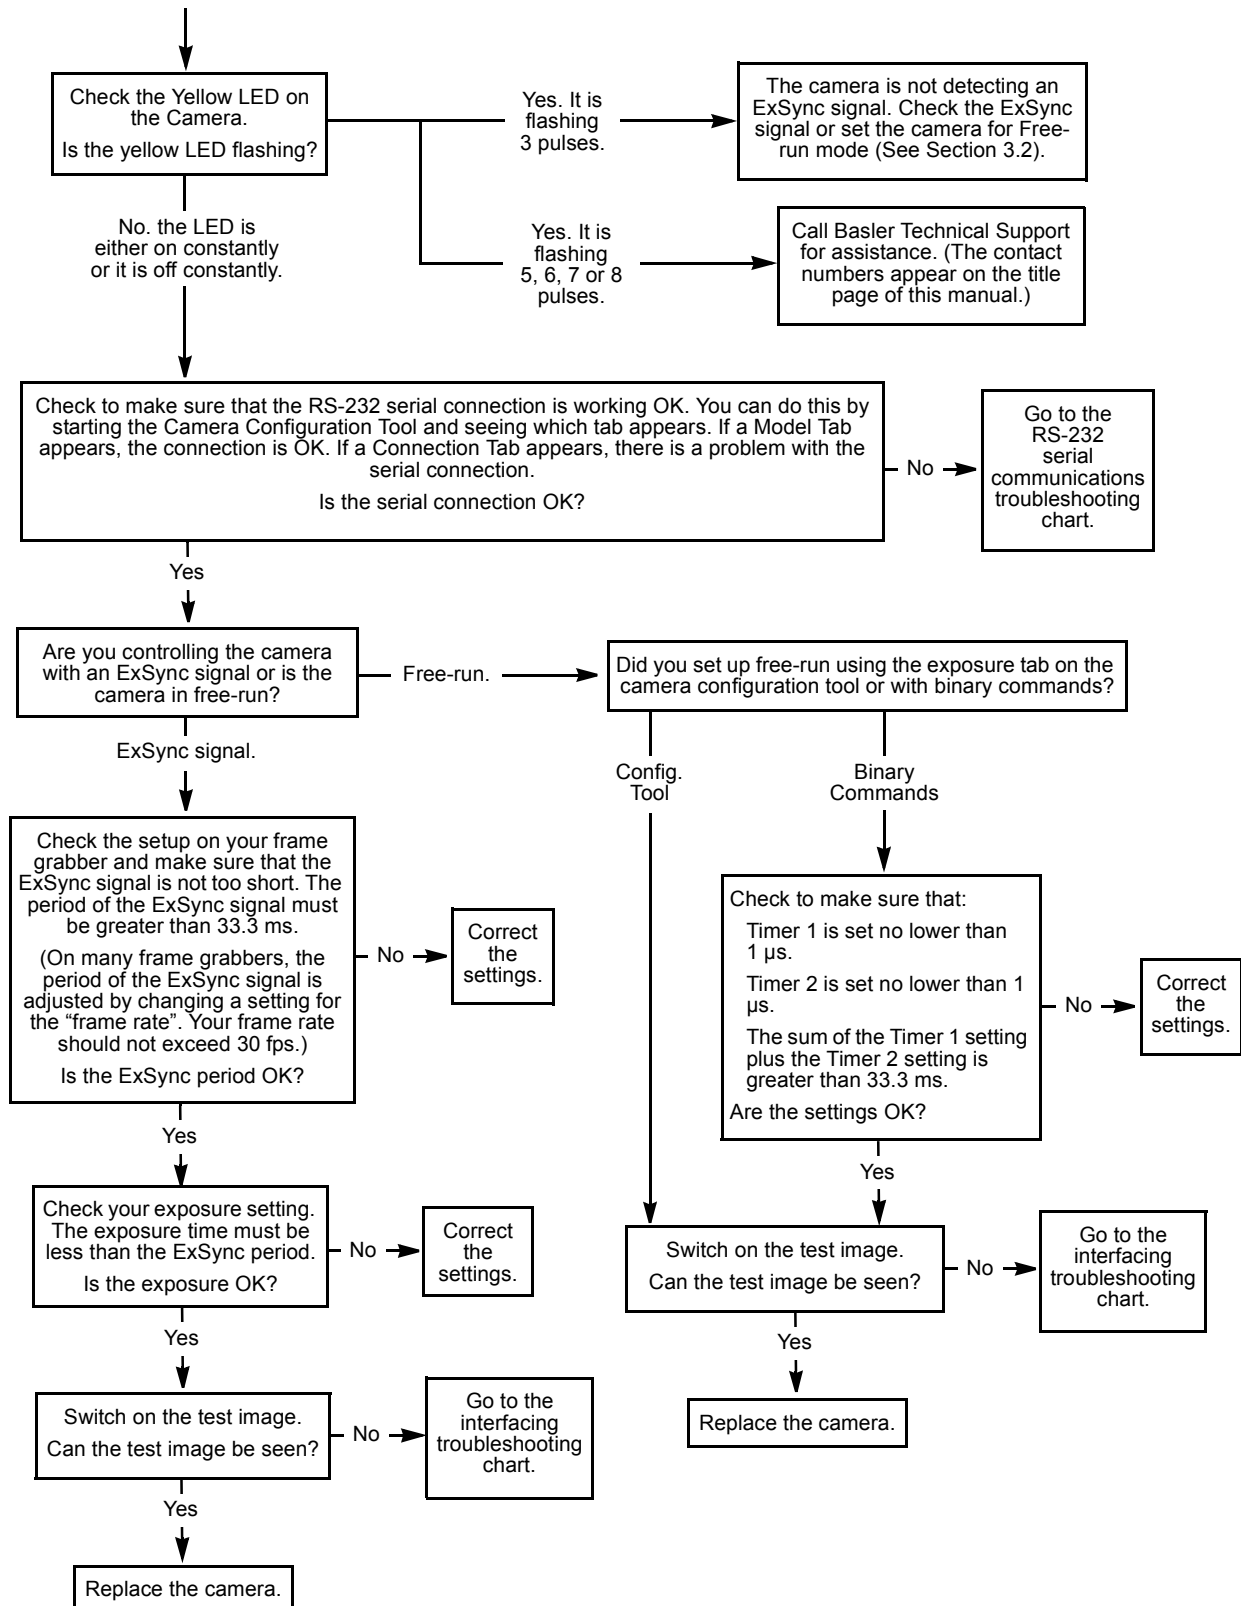 Check the Yellow LED on
the Camera.
Is the yellow LED flashing?
Yes. It is
flashing
3 pulses.
The camera is not detecting an
ExSync signal. Check the ExSync
signal or set the camera for Free-
run mode (See Section 3.2).
No. the LED is
either on constantly
or it is off constantly.
Yes. It is
flashing
5, 6, 7 or 8
pulses.
Call Basler Technical Support
for assistance. (The contact
numbers appear on the title
page of this manual.)
Check to make sure that the RS-232 serial connection is working OK. You can do this by
starting the Camera Configuration Tool and seeing which tab appears. If a Model Tab
appears, the connection is OK. If a Connection Tab appears, there is a problem with the
serial connection.
Is the serial connection OK?
No
Go to the
RS-232
serial
communications
troubleshooting
chart.
Yes
Are you controlling the camera
with an ExSync signal or is the
camera in free-run?
Free-run.
Did you set up free-run using the exposure tab on the
camera configuration tool or with binary commands?
ExSync signal.
Config.
Tool
Binary
Commands
Check the setup on your frame
grabber and make sure that the
ExSync signal is not too short. The
period of the ExSync signal must
be greater than 33.3 ms.
(On many frame grabbers, the
period of the ExSync signal is
adjusted by changing a setting for
the “frame rate”. Your frame rate
should not exceed 30 fps.)
Is the ExSync period OK?
No
Correct
the
settings.
Check to make sure that:
Timer 1 is set no lower than
1 µs.
Timer 2 is set no lower than 1
µs.
The sum of the Timer 1 setting
plus the Timer 2 setting is
greater than 33.3 ms.
Are the settings OK?
No
Correct
the
settings.
Yes
Yes
Check your exposure setting.
The exposure time must be
less than the ExSync period.
Is the exposure OK?
No
Correct
the
settings.
Switch on the test image.
Can the test image be seen?
No
Go to the
interfacing
troubleshooting
chart.
Yes
Yes
Switch on the test image.
Can the test image be seen?
No
Go to the
interfacing
troubleshooting
chart.
Replace the camera.
Yes
Replace the camera.